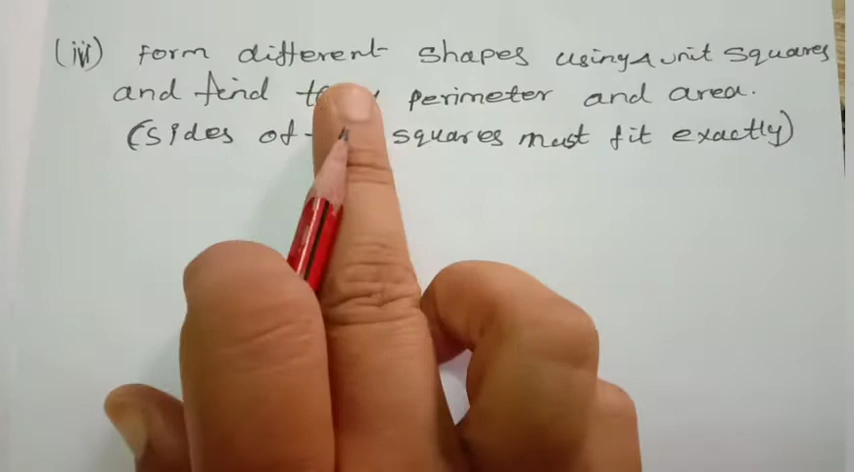 (iii) form different shapes using 4 unit squares
and find perimeter and area.
(sides of squares must fit exactly)